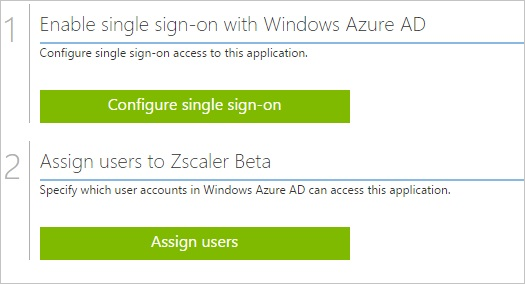 1
Enable single sign-on with Windows Azure AD
Configure single sign-on access to this application.
Configure single sign-on
2
Assign users to Zscaler Beta
Specify which user accounts in Windows Azure AD can access this application.
Assign users